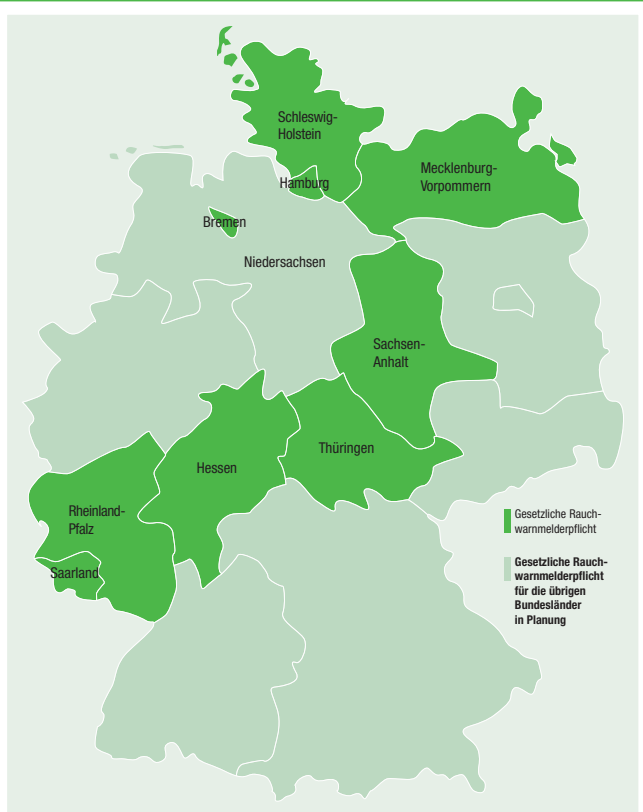 Schleswig-
Holstein
Mecklenburg-
Vorpommern
Hamburg
Bremen
Niedersachsen
Sachsen-
Anhalt
Thüringen
Hessen
Rheinland-
Pfalz
Saarland
Gesetzliche Rauch-
warnmelderpflicht
Gesetzliche Rauch-
warnmelderpflicht
für die übrigen
Bundesländer
in Planung